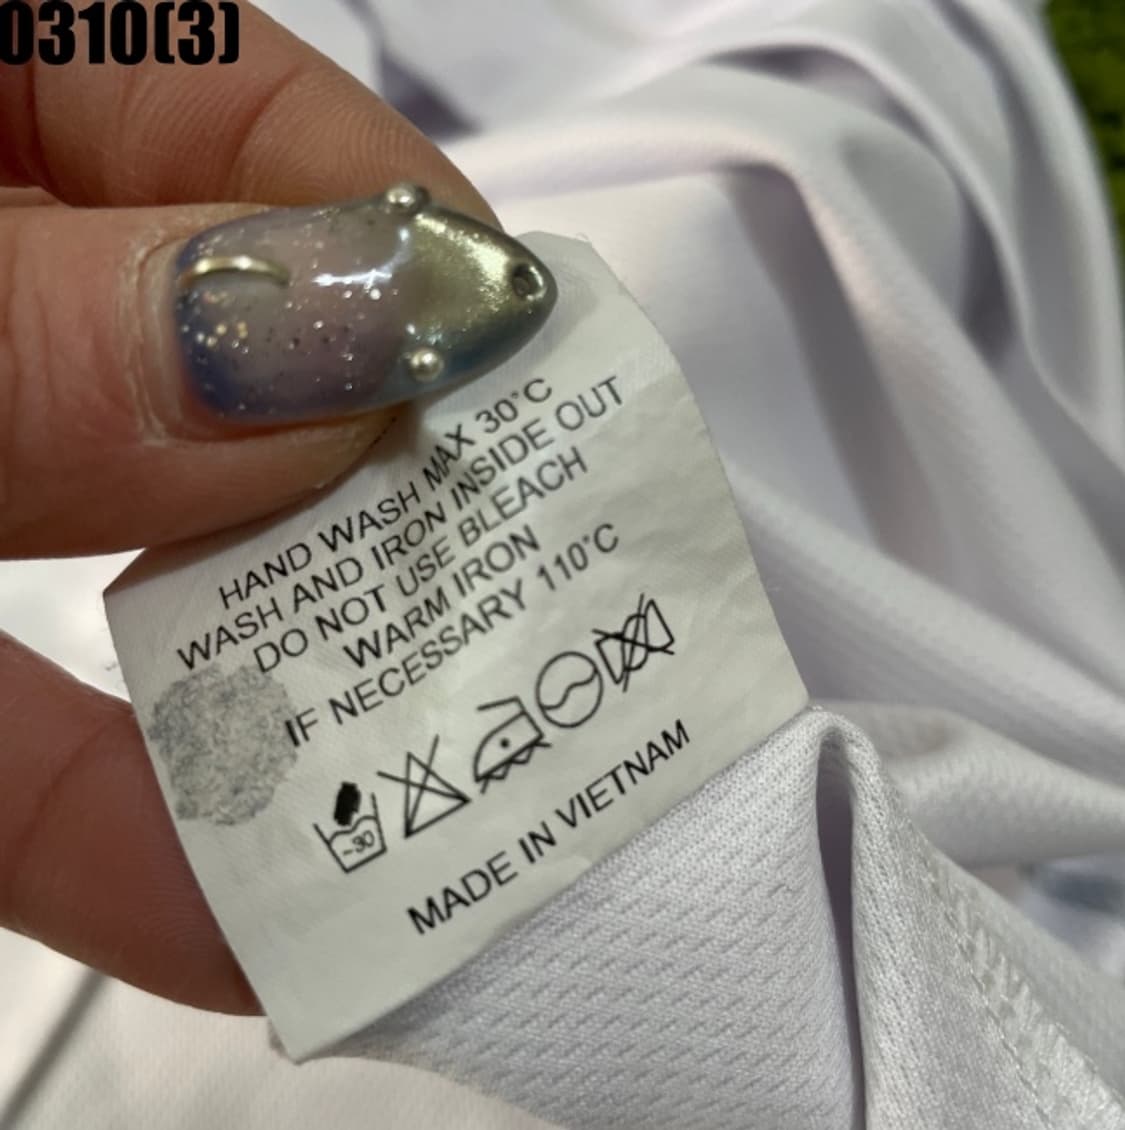 0310(3)
HAND WASH MAX 30°C
WASH AND IRON INSIDE OUT
DO NOT USE BLEACH
WARM IRON
IF NECESSARY 110°C
~30
MADE IN VIETNAM